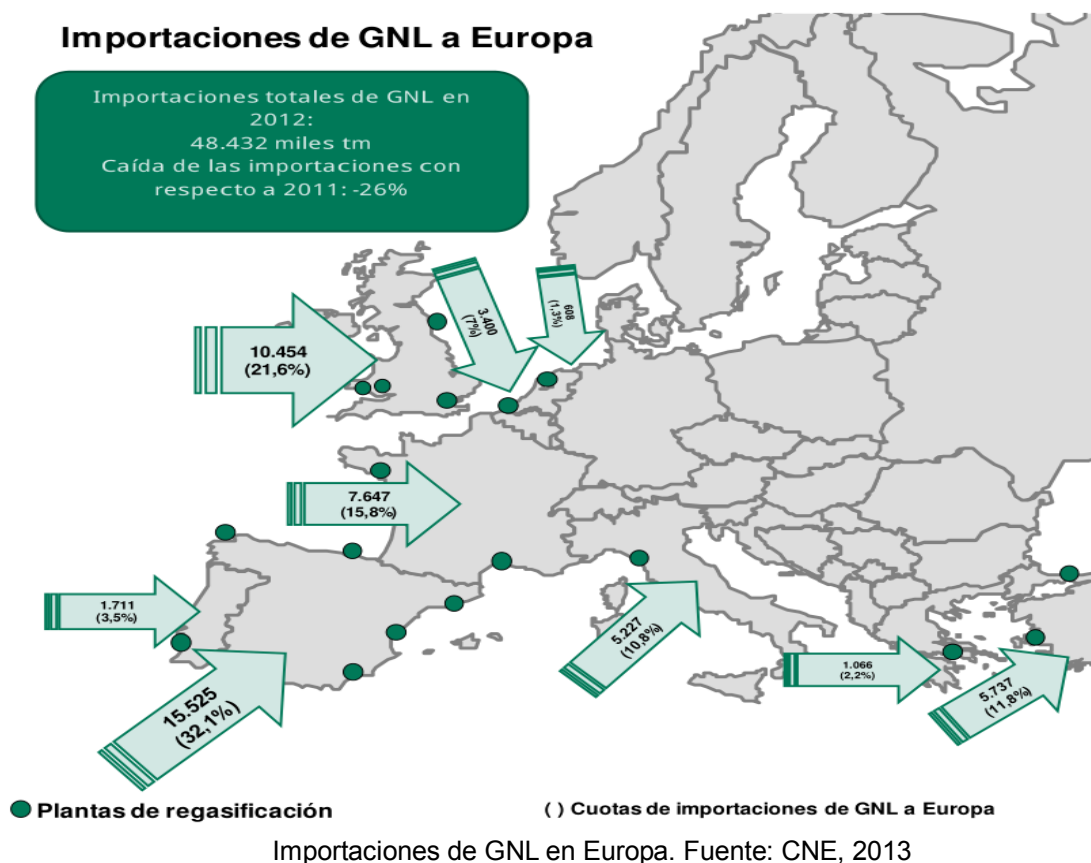 Importaciones de GNL a Europa
Importaciones totales de GNL en
2012:
48.432 miles tm
Caída de las importaciones con
respecto a 2011: -26%
3.400
(7%)
608
(1,3%)
10.454
(21,6%)
7.647
(15,8%)
1.711
(3,5%)
15.525
(32,1%)
5.227
(10,8%)
1.066
(2,2%)
5.737
(11,8%)
Plantas de regasificación
( ) Cuotas de importaciones de GNL a Europa
Importaciones de GNL en Europa. Fuente: CNE, 2013